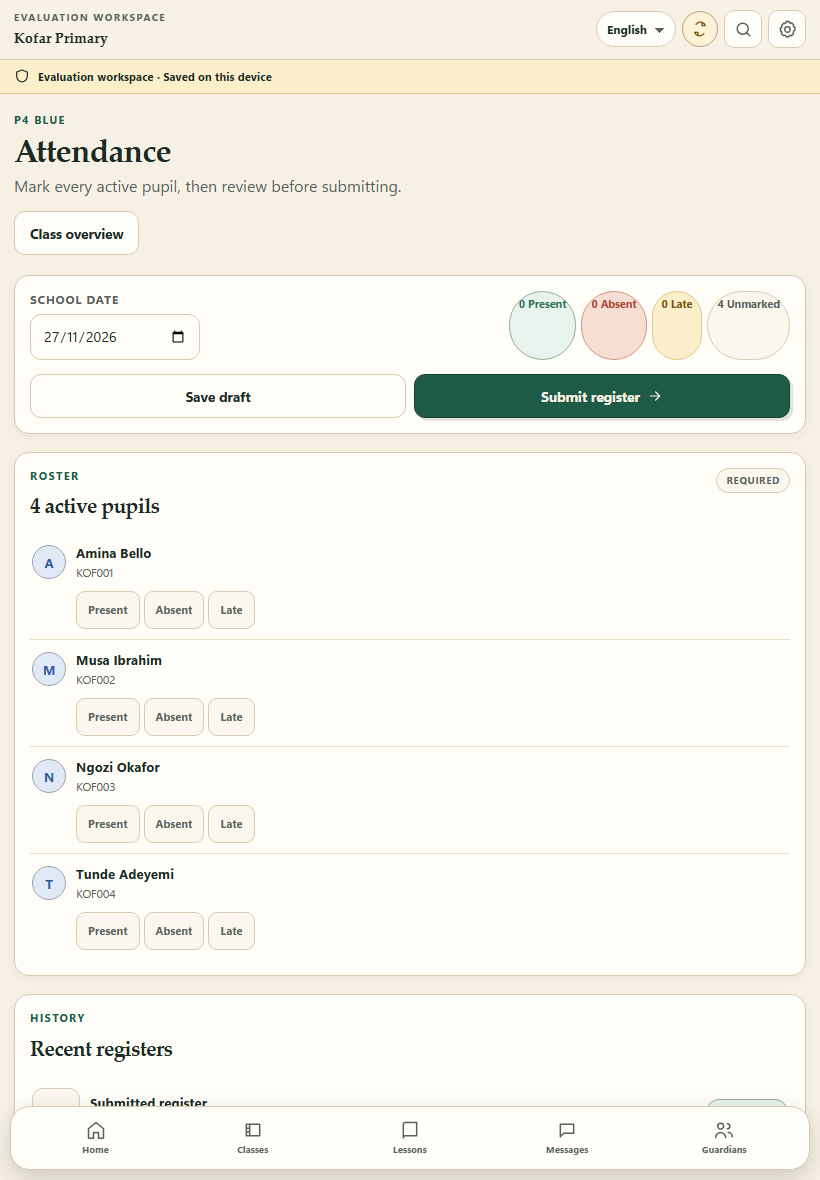 EVALUATION WORKSPACE
Kofar Primary
English
Evaluation workspace · Saved on this device
P4 BLUE
Attendance
Mark every active pupil, then review before submitting.
Class overview
SCHOOL DATE
27/11/2026
0 Present
0 Absent
0 Late
4 Unmarked
Save draft
Submit register →
ROSTER
4 active pupils
REQUIRED
A
Amina Bello
KOF001
Present Absent Late
M
Musa Ibrahim
KOF002
Present Absent Late
N
Ngozi Okafor
KOF003
Present Absent Late
T
Tunde Adeyemi
KOF004
Present Absent Late
HISTORY
Recent registers
Submitted register
Home
Classes
Lessons
Messages
Guardians